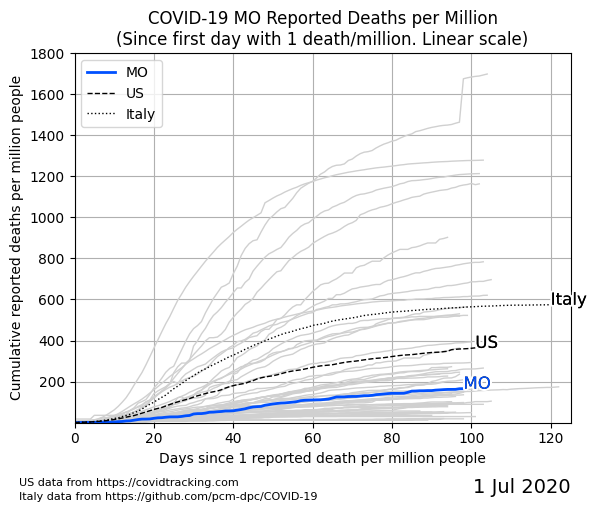 COVID-19 MO Reported Deaths per Million
(Since first day with 1 death/million. Linear scale)
Cumulative reported deaths per million people
1800
1600
1400
1200
1000
800
600
400
200
MO
US
Italy
Italy
US
MO
0
20
40
60
80
100
120
Days since 1 reported death per million people
US data from https://covidtracking.com
Italy data from https://github.com/pcm-dpc/COVID-19
1 Jul 2020